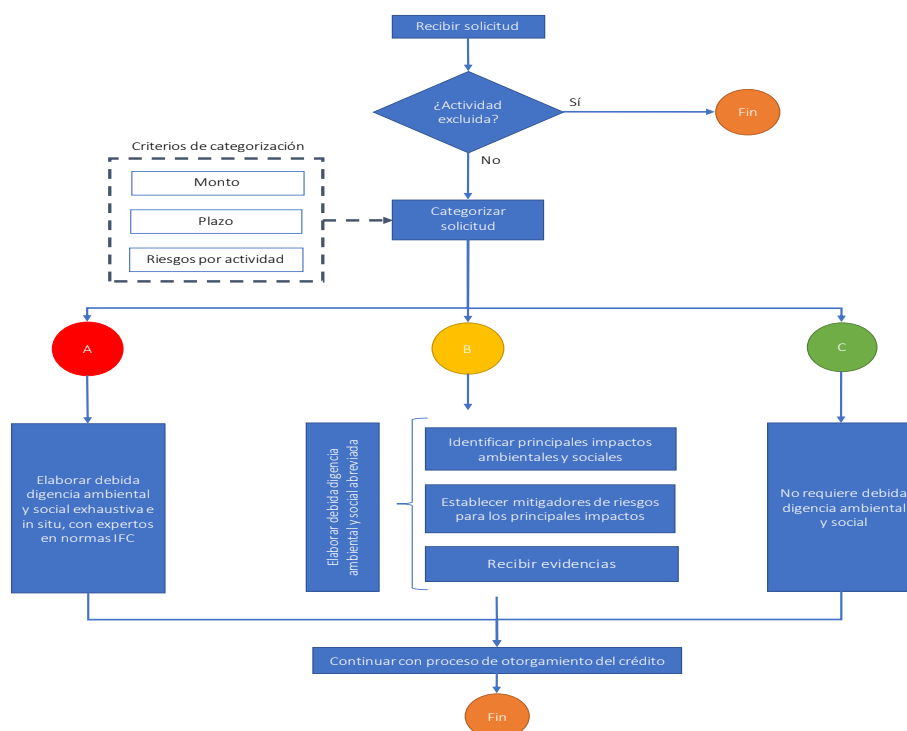 Recibir solicitud
¿Actividad
excluida?
Sí
Fin
No
Criterios de categorización
Monto
Plazo
Riesgos por actividad
Categorizar
solicitud
A
B
C
Elaborar debida
digencia ambiental
y social exhaustiva e
in situ, con expertos
en normas IFC
Elaborar debida digencia
ambiental y social abreviada
Identificar principales impactos
ambientales y sociales
Establecer mitigadores de riesgos
para los principales impactos
Recibir evidencias
No requiere debida
digencia ambiental
y social
Continuar con proceso de otorgamiento del crédito
Fin